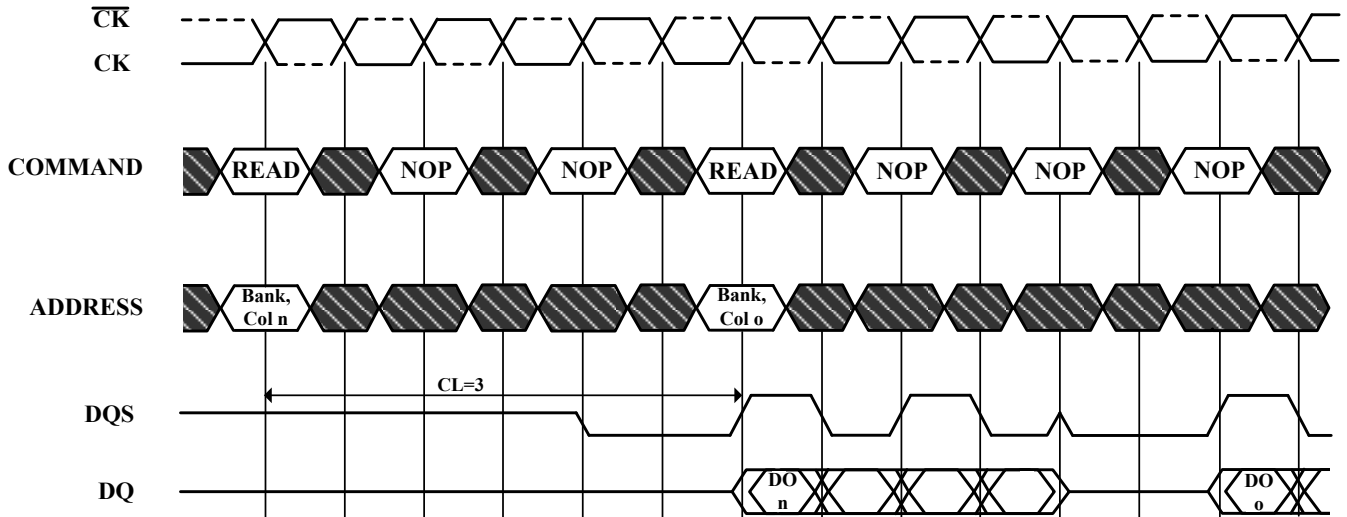 CK
CK
COMMAND READ NOP NOP READ NOP NOP NOP
ADDRESS Bank, Col n Bank, Col o
CL=3
DQS
DQ DO n DO o